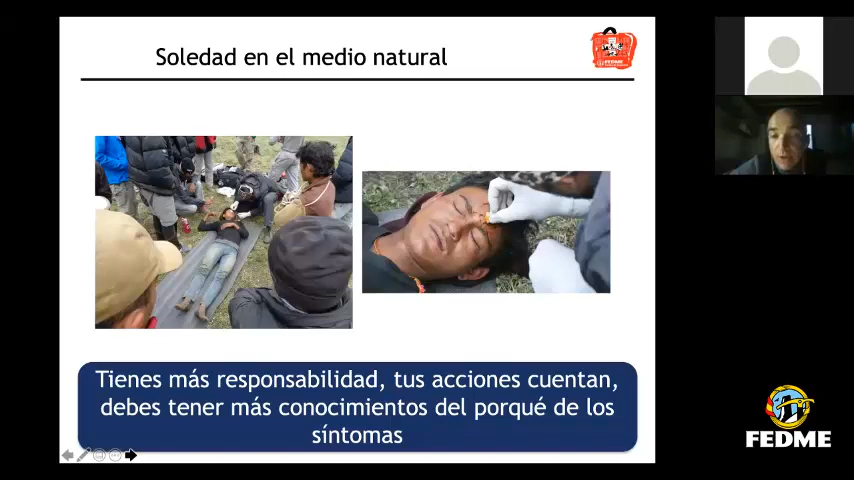 Soledad en el medio natural
FEDME
Tienes más responsabilidad, tus acciones cuentan,
debes tener más conocimientos del porqué de los
síntomas
FEDME